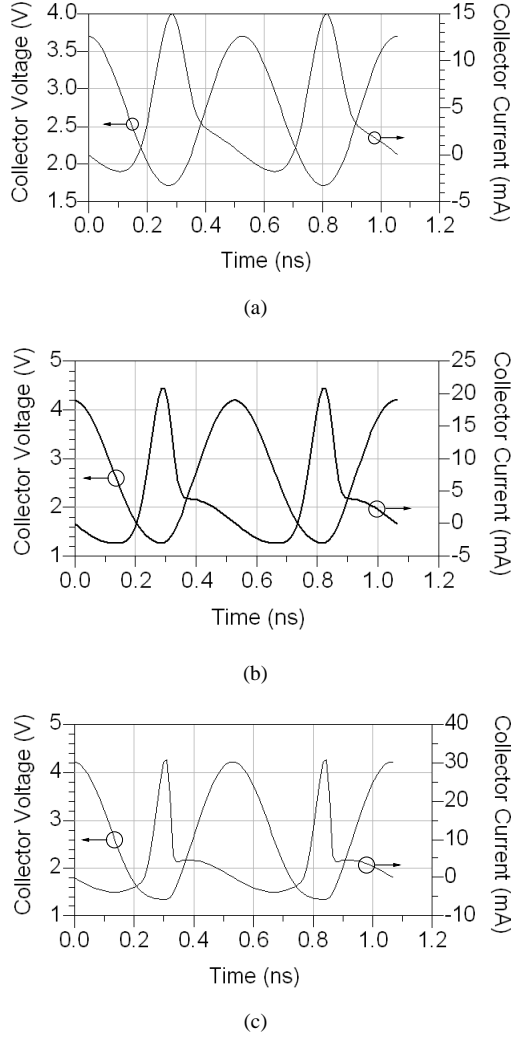 Collector Voltage (V)
4.0
3.5
3.0
2.5
2.0
1.5
15
10
5
0
-5
Collector Current (mA)
0.0 0.2 0.4 0.6 0.8 1.0 1.2
Time (ns)
(a)
Collector Voltage (V)
5
4
3
2
1
25
20
15
10
5
0
-5
Collector Current (mA)
0.0 0.2 0.4 0.6 0.8 1.0 1.2
Time (ns)
(b)
Collector Voltage (V)
5
4
3
2
1
40
30
20
10
0
-10
Collector Current (mA)
0.0 0.2 0.4 0.6 0.8 1.0 1.2
Time (ns)
(c)